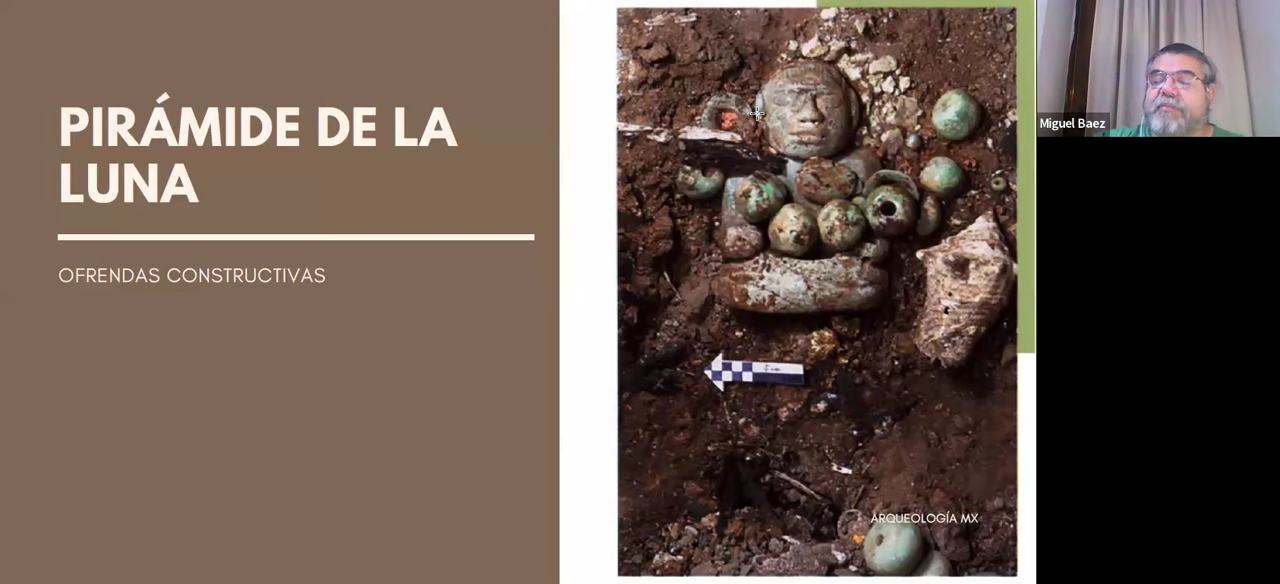 PIRÁMIDE DE LA
LUNA
OFRENDAS CONSTRUCTIVAS
ARQUEOLOGÍA MX
Miguel Baez